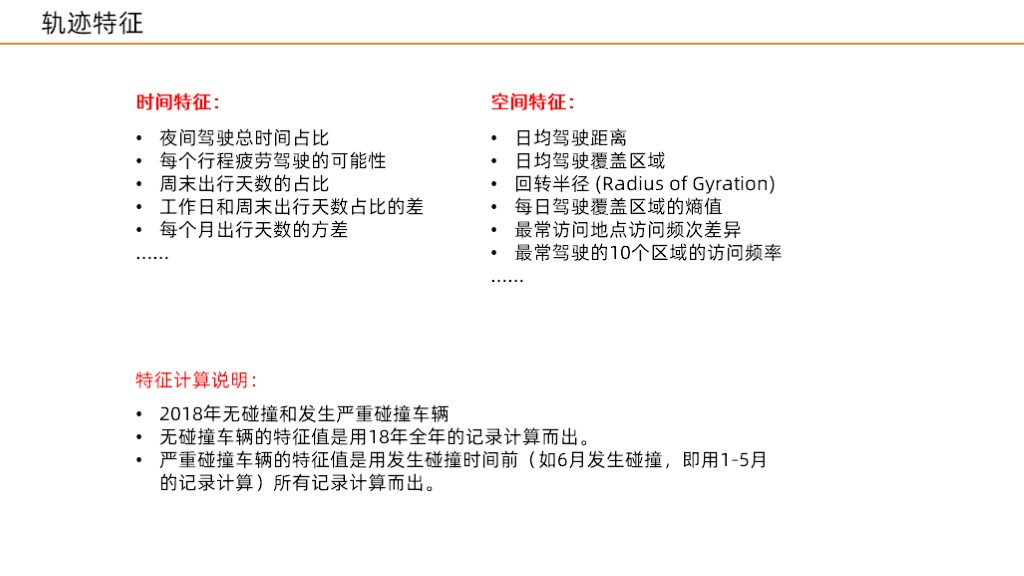 轨迹特征
时间特征：
• 夜间驾驶总时间占比
• 每个行程疲劳驾驶的可能性
• 周末出行天数的占比
• 工作日和周末出行天数占比的差
• 每个月出行天数的方差
……
空间特征：
• 日均驾驶距离
• 日均驾驶覆盖区域
• 回转半径 (Radius of Gyration)
• 每日驾驶覆盖区域的熵值
• 最常访问地点访问频次差异
• 最常驾驶的10个区域的访问频率
……
特征计算说明：
• 2018年无碰撞和发生严重碰撞车辆
• 无碰撞车辆的特征值是用18年全年的记录计算而出。
• 严重碰撞车辆的特征值是用发生碰撞时间前（如6月发生碰撞，即用1-5月
的记录计算）所有记录计算而出。